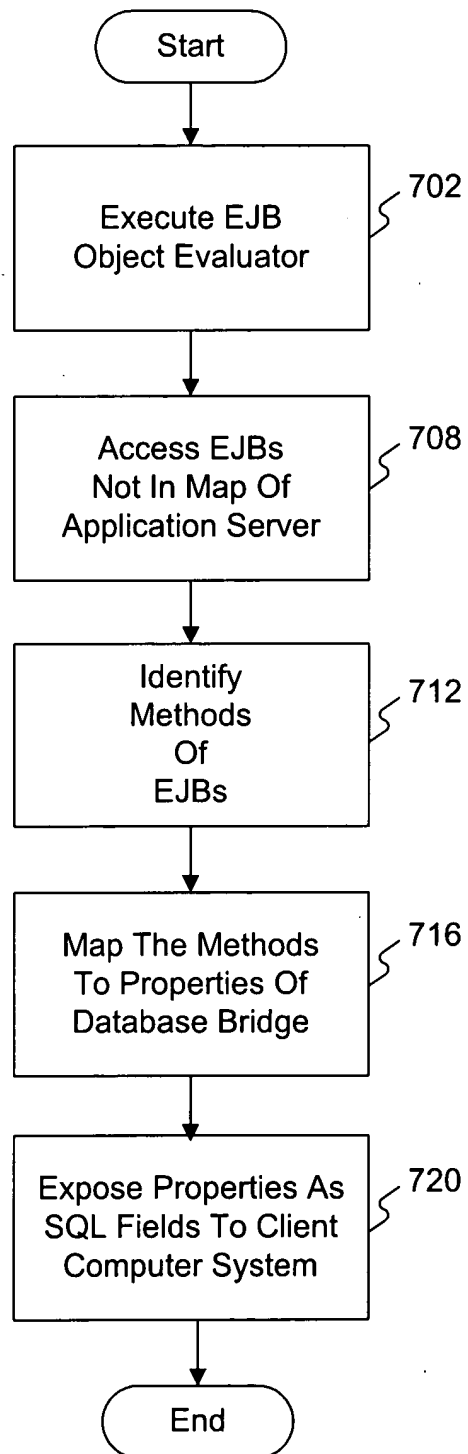 Start
702
Execute EJB
Object Evaluator
708
Access EJBs
Not In Map Of
Application Server
712
Identify
Methods
Of
EJBs
716
Map The Methods
To Properties Of
Database Bridge
720
Expose Properties As
SQL Fields To Client
Computer System
End